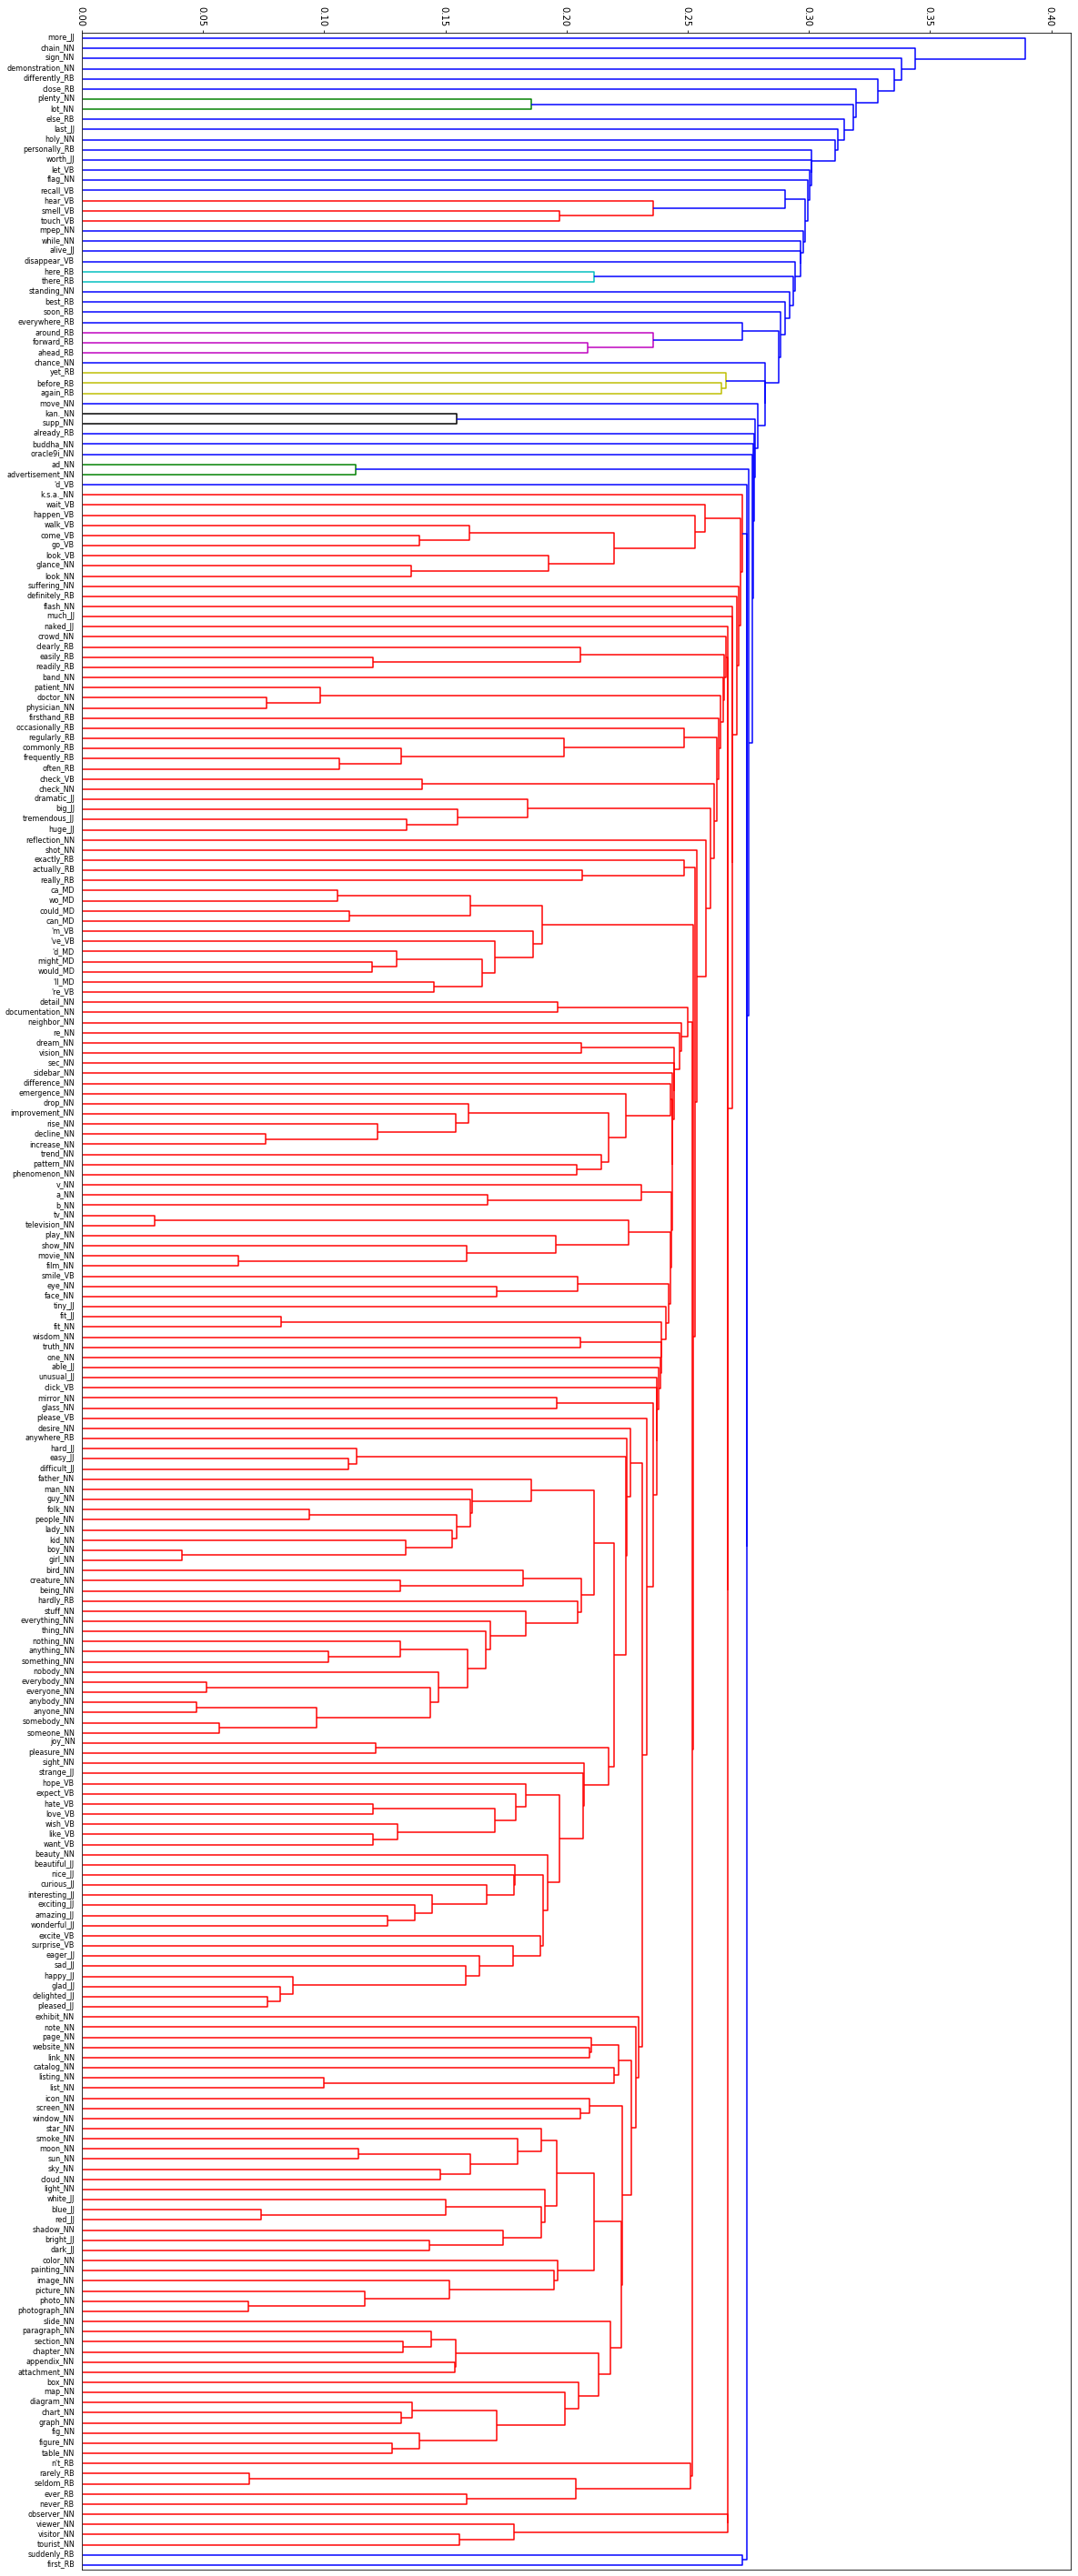 0.00 0.05 0.10 0.15 0.20 0.25 0.30 0.35 0.40
more_JJ
chain_NN
sign_NN
demonstration_NN
differently_RB
close_RB
plenty_NN
lot_NN
else_RB
last_JJ
holy_NN
personally_RB
worth_JJ
let_VB
flag_NN
recall_VB
hear_VB
smell_VB
touch_VB
mpep_NN
while_NN
alive_JJ
disappear_VB
here_RB
there_RB
standing_NN
best_RB
soon_RB
everywhere_RB
around_RB
forward_RB
ahead_RB
chance_NN
yet_RB
before_RB
again_RB
move_NN
kan._NN
supp_NN
already_RB
buddha_NN
oracle9i_NN
ad_NN
advertisement_NN
'd_VB
k.s.a._NN
wait_VB
happen_VB
walk_VB
come_VB
go_VB
look_VB
glance_NN
look_NN
suffering_NN
definitely_RB
flash_NN
much_JJ
naked_JJ
crowd_NN
clearly_RB
easily_RB
readily_RB
band_NN
patient_NN
doctor_NN
physician_NN
firsthand_RB
occasionally_RB
regularly_RB
commonly_RB
frequently_RB
often_RB
check_VB
check_NN
dramatic_JJ
big_JJ
tremendous_JJ
huge_JJ
reflection_NN
shot_NN
exactly_RB
actually_RB
really_RB
ca_MD
wo_MD
could_MD
can_MD
'm_VB
've_VB
'd_MD
might_MD
would_MD
'll_MD
're_VB
detail_NN
documentation_NN
neighbor_NN
re_NN
dream_NN
vision_NN
sec_NN
sidebar_NN
difference_NN
emergence_NN
drop_NN
improvement_NN
rise_NN
decline_NN
increase_NN
trend_NN
pattern_NN
phenomenon_NN
v_NN
a_NN
b_NN
tv_NN
television_NN
play_NN
show_NN
movie_NN
film_NN
smile_VB
eye_NN
face_NN
tiny_JJ
fit_JJ
fit_NN
wisdom_NN
truth_NN
one_NN
able_JJ
unusual_JJ
click_VB
mirror_NN
glass_NN
please_VB
desire_NN
anywhere_RB
hard_JJ
easy_JJ
difficult_JJ
father_NN
man_NN
guy_NN
folk_NN
people_NN
lady_NN
kid_NN
boy_NN
girl_NN
bird_NN
creature_NN
being_NN
hardly_RB
stuff_NN
everything_NN
thing_NN
nothing_NN
anything_NN
something_NN
nobody_NN
everybody_NN
everyone_NN
anybody_NN
anyone_NN
somebody_NN
someone_NN
joy_NN
pleasure_NN
sight_NN
strange_JJ
hope_VB
expect_VB
hate_VB
love_VB
wish_VB
like_VB
want_VB
beauty_NN
beautiful_JJ
nice_JJ
curious_JJ
interesting_JJ
exciting_JJ
amazing_JJ
wonderful_JJ
excite_VB
surprise_VB
eager_JJ
sad_JJ
happy_JJ
glad_JJ
delighted_JJ
pleased_JJ
exhibit_NN
note_NN
page_NN
website_NN
link_NN
catalog_NN
listing_NN
list_NN
icon_NN
screen_NN
window_NN
star_NN
smoke_NN
moon_NN
sun_NN
sky_NN
cloud_NN
light_NN
white_JJ
blue_JJ
red_JJ
shadow_NN
bright_JJ
dark_JJ
color_NN
painting_NN
image_NN
picture_NN
photo_NN
photograph_NN
slide_NN
paragraph_NN
section_NN
chapter_NN
appendix_NN
attachment_NN
box_NN
map_NN
diagram_NN
chart_NN
graph_NN
fig_NN
figure_NN
table_NN
n't_RB
rarely_RB
seldom_RB
ever_RB
never_RB
observer_NN
viewer_NN
visitor_NN
tourist_NN
suddenly_RB
first_RB